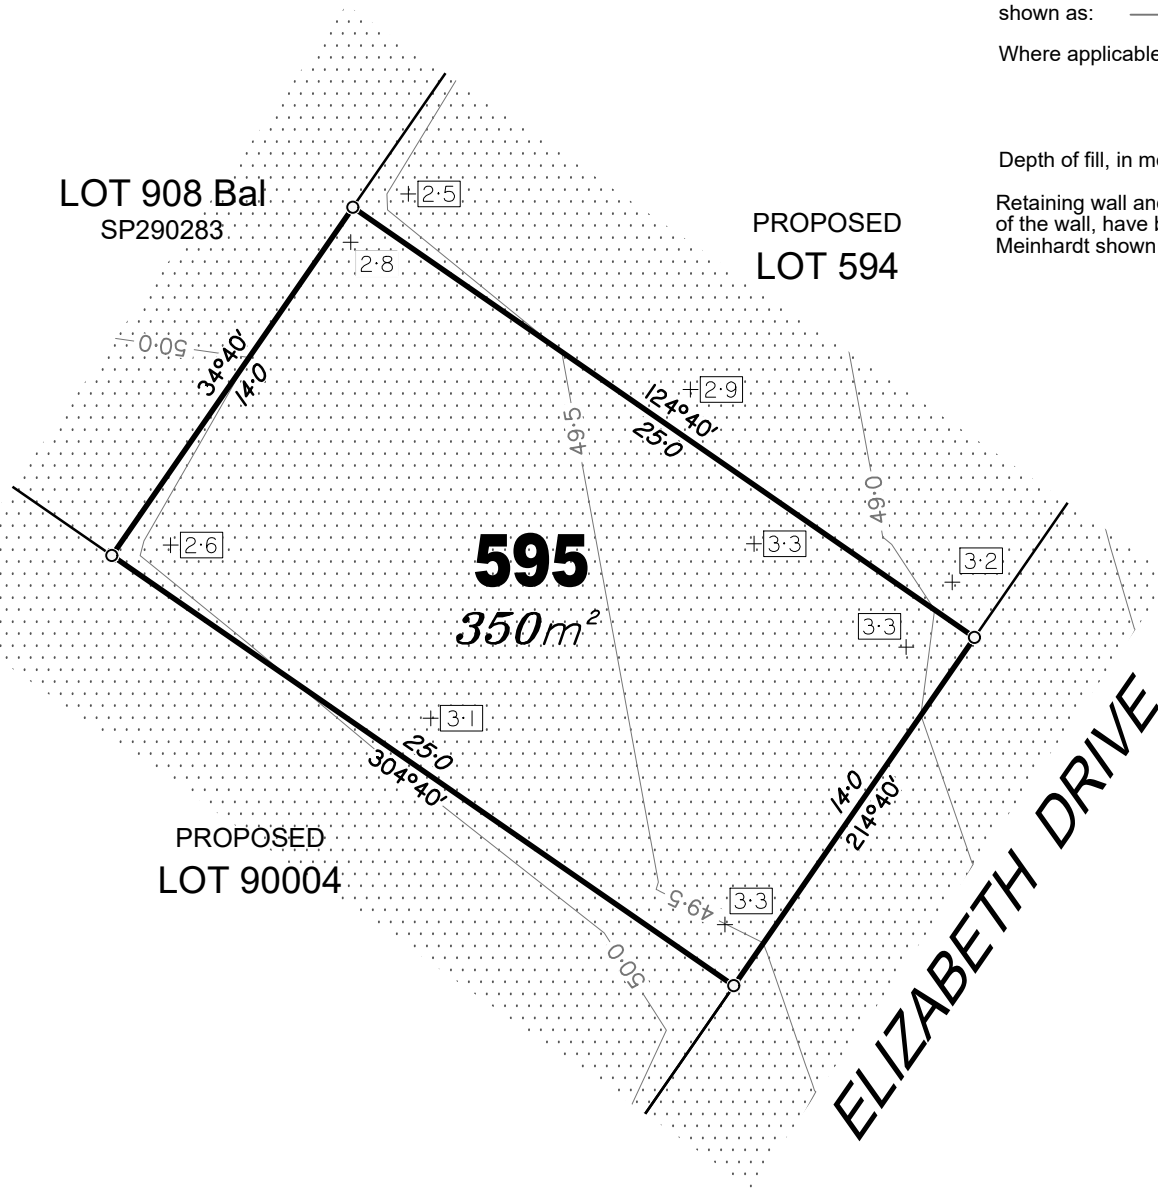 shown as:
Where applicable
Depth of fill, in m
Retaining wall an
of the wall, have
Meinhardt shown
LOT 908 Bal
SP290283
2·5
PROPOSED
LOT 594
2·8
50·0
34°40'
14·0
2·9
124°40'
25·0
49·5
49·0
2·6
595
350m²
3·3
3·2
3·3
3·1
25·0
304°40'
14·0
214°40'
PROPOSED
LOT 90004
3·3
49·5
50·0
ELIZABETH DRIVE